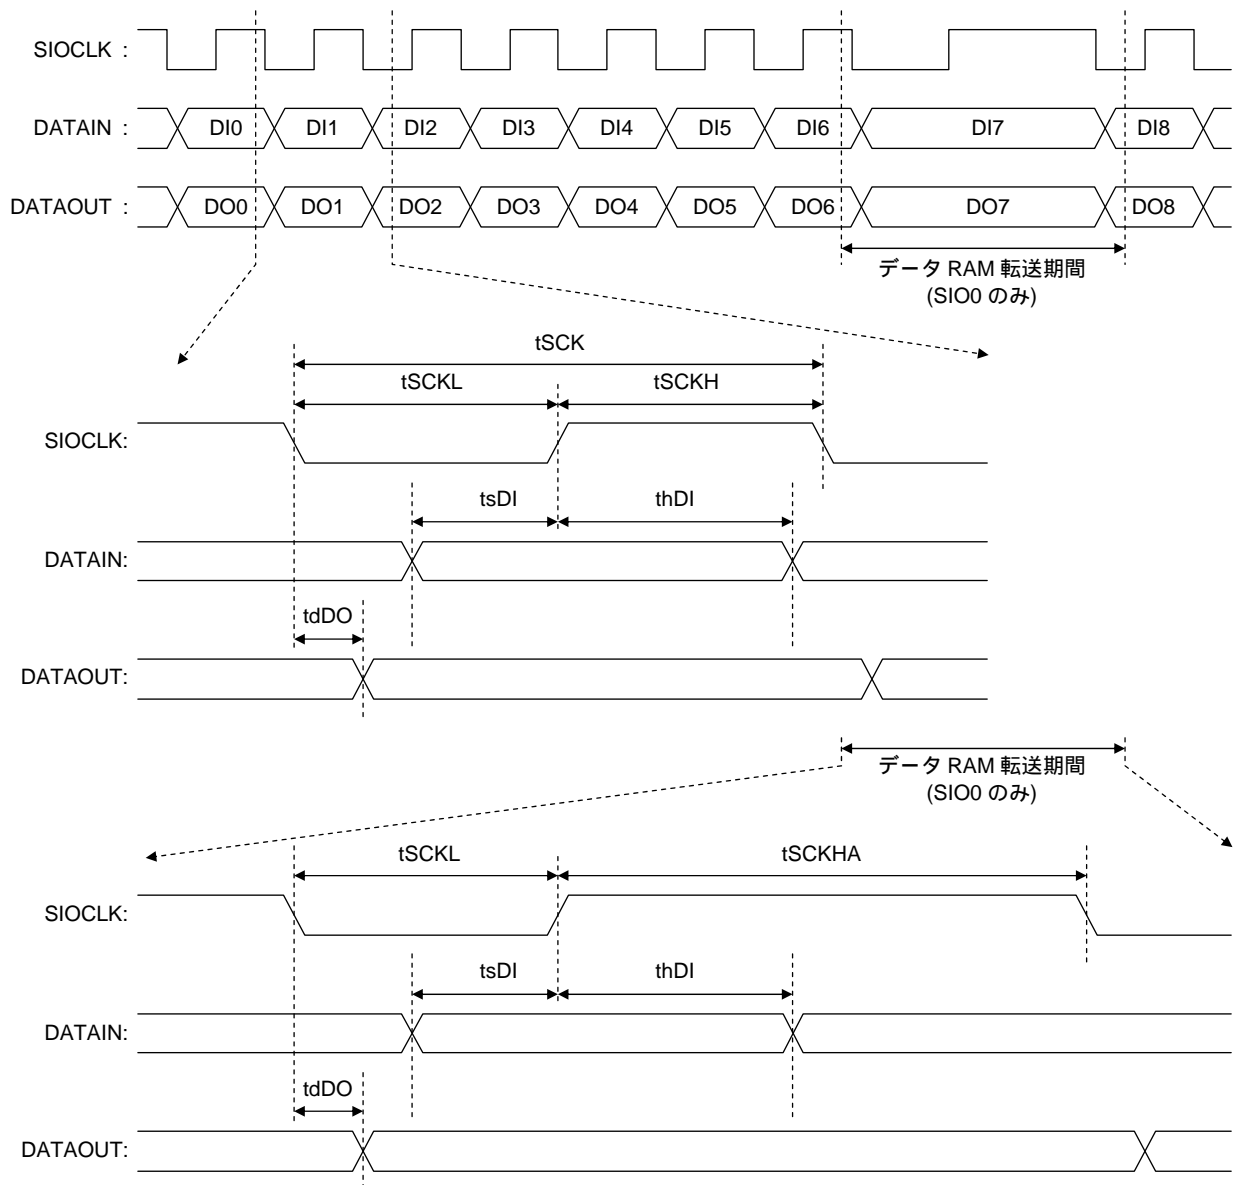 SIOCLK :
DATAIN : DI0 DI1 DI2 DI3 DI4 DI5 DI6 DI7 DI8
DATAOUT : DO0 DO1 DO2 DO3 DO4 DO5 DO6 DO7 DO8
データ RAM 転送期間
(SIO0 のみ)
tSCK
tSCKL tSCKH
SIOCLK:
tsDI thDI
DATAIN:
tdDO
DATAOUT:
データ RAM 転送期間
(SIO0 のみ)
tSCKL tSCKHA
SIOCLK:
tsDI thDI
DATAIN:
tdDO
DATAOUT: